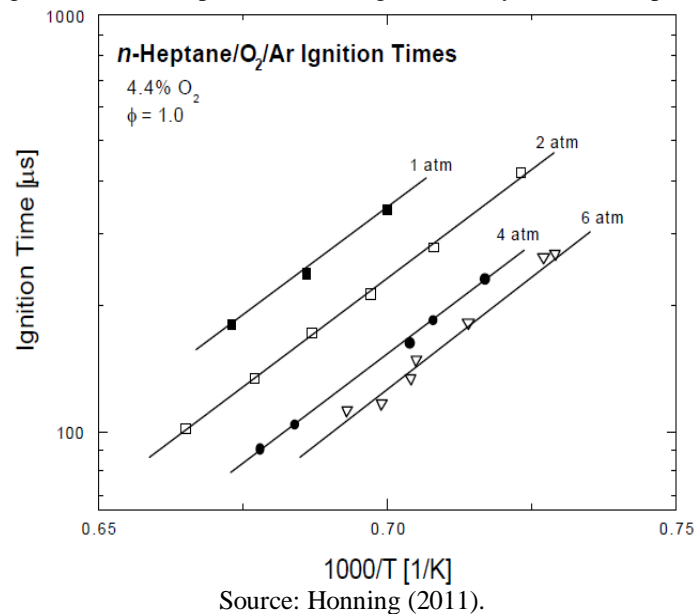 1000
n-Heptane/O2/Ar Ignition Times
4.4% O2
ϕ = 1.0
1 atm
2 atm
4 atm
6 atm
Ignition Time [μs]
100
0.65
0.70
0.75
1000/T [1/K]
Source: Honning (2011).